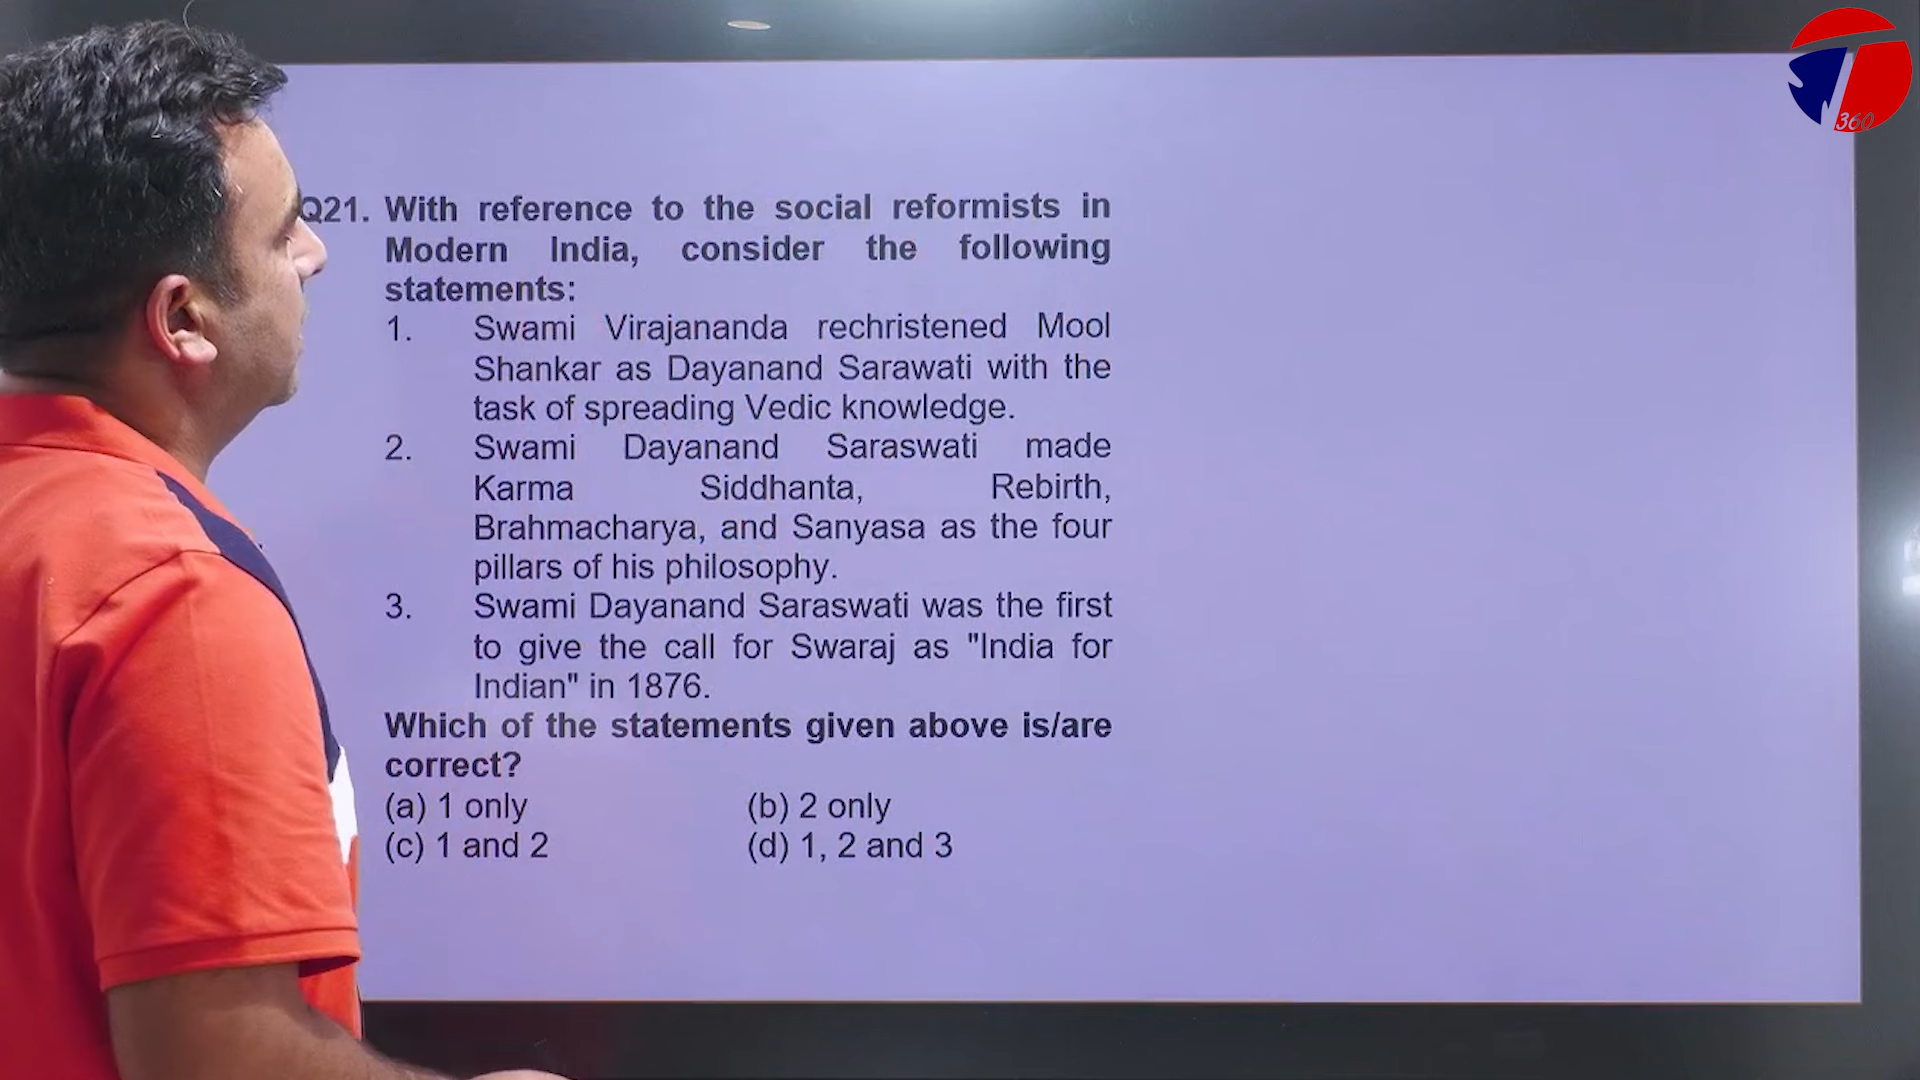 360
Q21. With reference to the social reformists in
Modern India, consider the following
statements:
1. Swami Virajananda rechristened Mool
Shankar as Dayanand Sarawati with the
task of spreading Vedic knowledge.
2. Swami Dayanand Saraswati made
Karma Siddhanta, Rebirth,
Brahmacharya, and Sanyasa as the four
pillars of his philosophy.
3. Swami Dayanand Saraswati was the first
to give the call for Swaraj as "India for
Indian" in 1876.
Which of the statements given above is/are
correct?
(a) 1 only (b) 2 only
(c) 1 and 2 (d) 1, 2 and 3